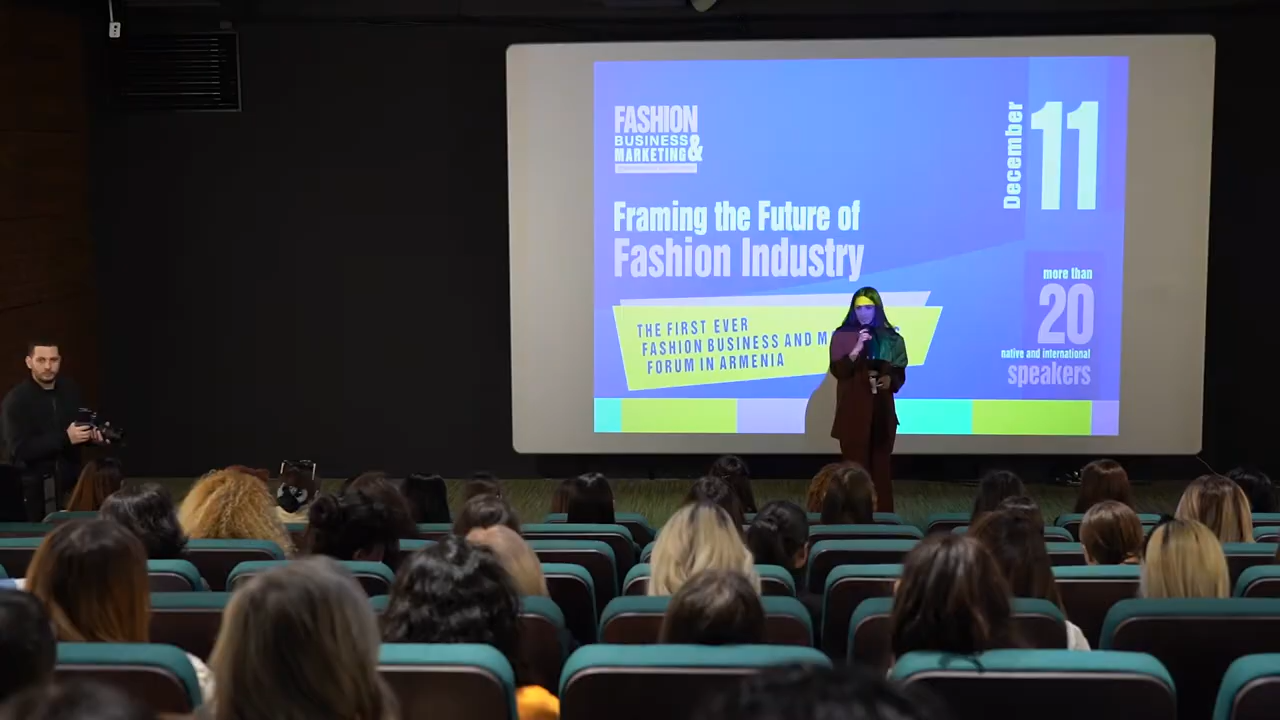 FASHION
BUSINESS
MARKETING &
Framing the Future of
Fashion Industry
THE FIRST EVER
FASHION BUSINESS AND
FORUM IN ARMENIA
December 11
more than
20
native and international
speakers